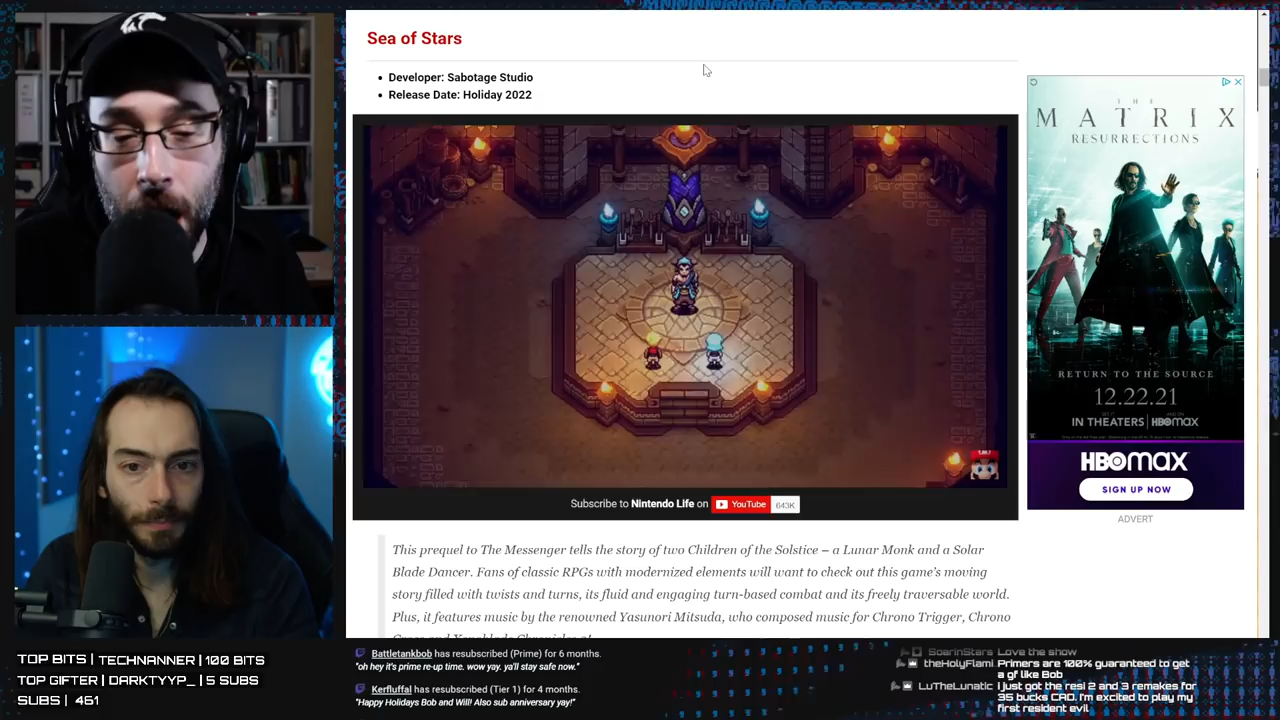 Sea of Stars
• Developer: Sabotage Studio
• Release Date: Holiday 2022
Subscribe to Nintendo Life on YouTube 643K
This prequel to The Messenger tells the story of two Children of the Solstice – a Lunar Monk and a Solar
Blade Dancer. Fans of classic RPGs with modernized elements will want to check out this game's moving
story filled with twists and turns, its fluid and engaging turn-based combat and its freely traversable world.
Plus, it features music by the renowned Yasunori Mitsuda, who composed music for Chrono Trigger, Chrono
THE
MATRIX
RESURRECTIONS
RETURN TO THE SOURCE
12.22.21
IN THEATERS HBOMAX
HBOMAX
SIGN UP NOW
ADVERT
TOP BITS | TECHNANNER | 100 BITS
TOP GIFTER | DARKTYYP_ | 5 SUBS
SUBS | 461
Battletankbob has resubscribed (Prime) for 6 months.
"oh hey it's prime re-up time. wow yay. ya'll stay safe now."
Kerfluffal has resubscribed (Tier 1) for 4 months.
"Happy Holidays Bob and Will! Also sub anniversary yay!"
SoarinStars Love the show
theHolyFlami Primers are 100% guaranteed to get
a gf like Bob
LuTheLunatic i just got the resi 2 and 3 remakes for
35 bucks CAD. I'm excited to play my
first resident evil